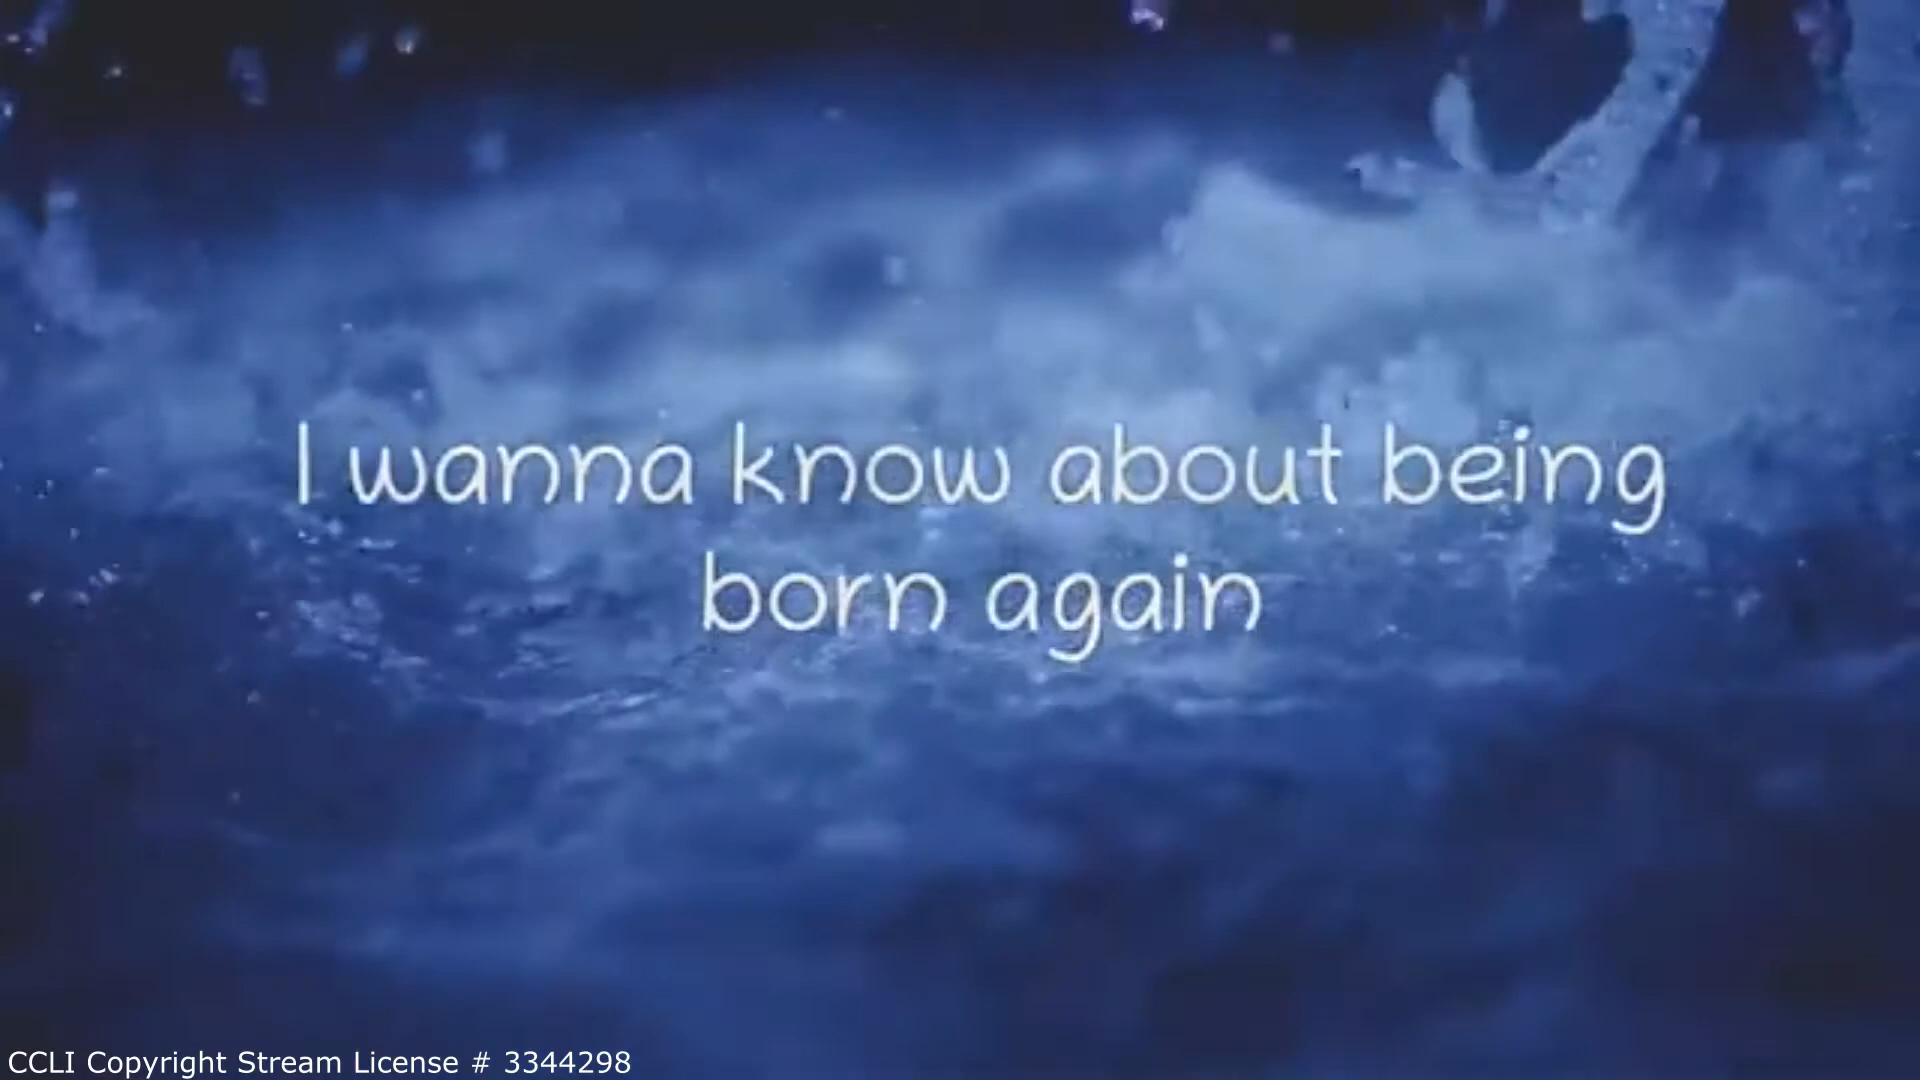 I wanna know about being
born again
CCLI Copyright Stream License # 3344298